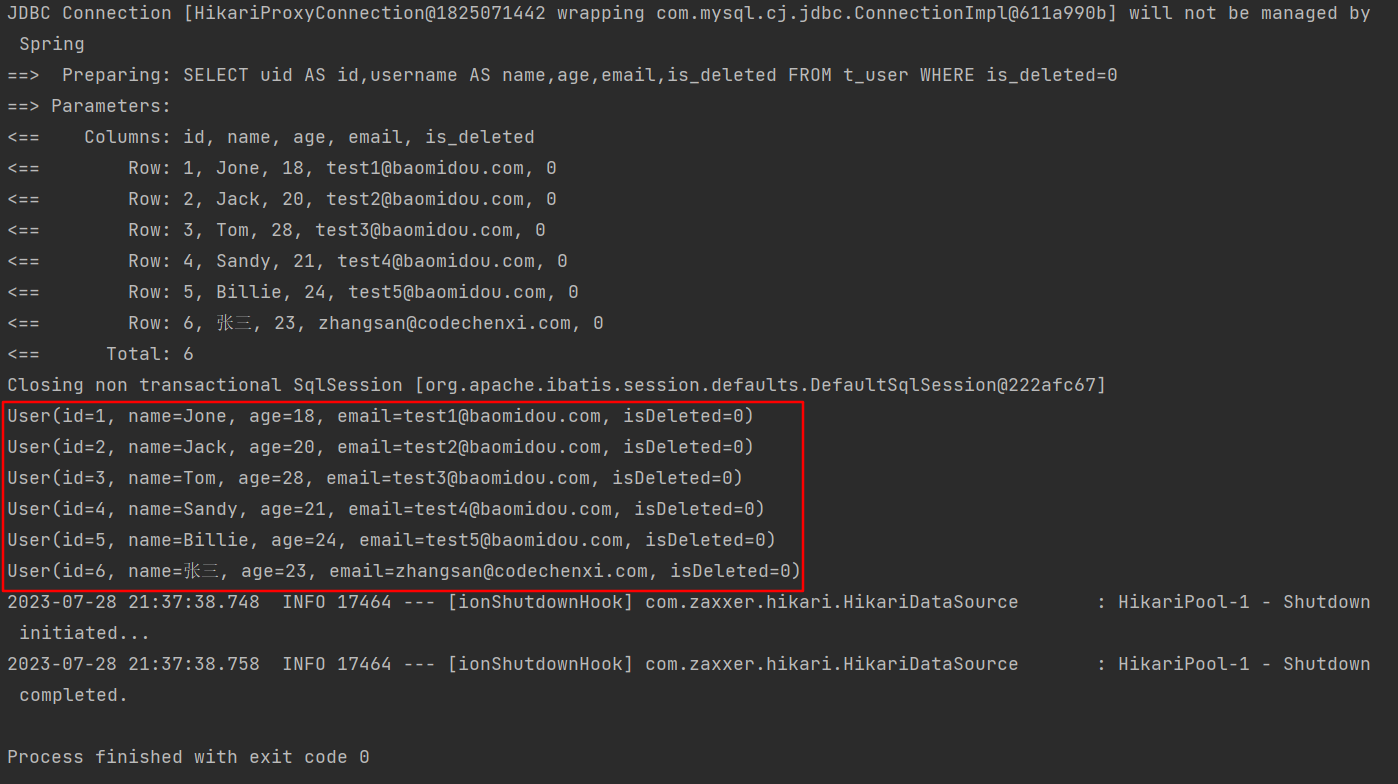 JDBC Connection [HikariProxyConnection@1825071442 wrapping com.mysql.cj.jdbc.ConnectionImpl@611a990b] will not be managed by
 Spring
==>  Preparing: SELECT uid AS id,username AS name,age,email,is_deleted FROM t_user WHERE is_deleted=0
==> Parameters:
<==    Columns: id, name, age, email, is_deleted
<==        Row: 1, Jone, 18, test1@baomidou.com, 0
<==        Row: 2, Jack, 20, test2@baomidou.com, 0
<==        Row: 3, Tom, 28, test3@baomidou.com, 0
<==        Row: 4, Sandy, 21, test4@baomidou.com, 0
<==        Row: 5, Billie, 24, test5@baomidou.com, 0
<==        Row: 6, 张三, 23, zhangsan@codechenxi.com, 0
<==      Total: 6
Closing non transactional SqlSession [org.apache.ibatis.session.defaults.DefaultSqlSession@222afc67]
User(id=1, name=Jone, age=18, email=test1@baomidou.com, isDeleted=0)
User(id=2, name=Jack, age=20, email=test2@baomidou.com, isDeleted=0)
User(id=3, name=Tom, age=28, email=test3@baomidou.com, isDeleted=0)
User(id=4, name=Sandy, age=21, email=test4@baomidou.com, isDeleted=0)
User(id=5, name=Billie, age=24, email=test5@baomidou.com, isDeleted=0)
User(id=6, name=张三, age=23, email=zhangsan@codechenxi.com, isDeleted=0)
2023-07-28 21:37:38.748  INFO 17464 --- [ionShutdownHook] com.zaxxer.hikari.HikariDataSource       : HikariPool-1 - Shutdown
 initiated...
2023-07-28 21:37:38.758  INFO 17464 --- [ionShutdownHook] com.zaxxer.hikari.HikariDataSource       : HikariPool-1 - Shutdown
 completed.
Process finished with exit code 0